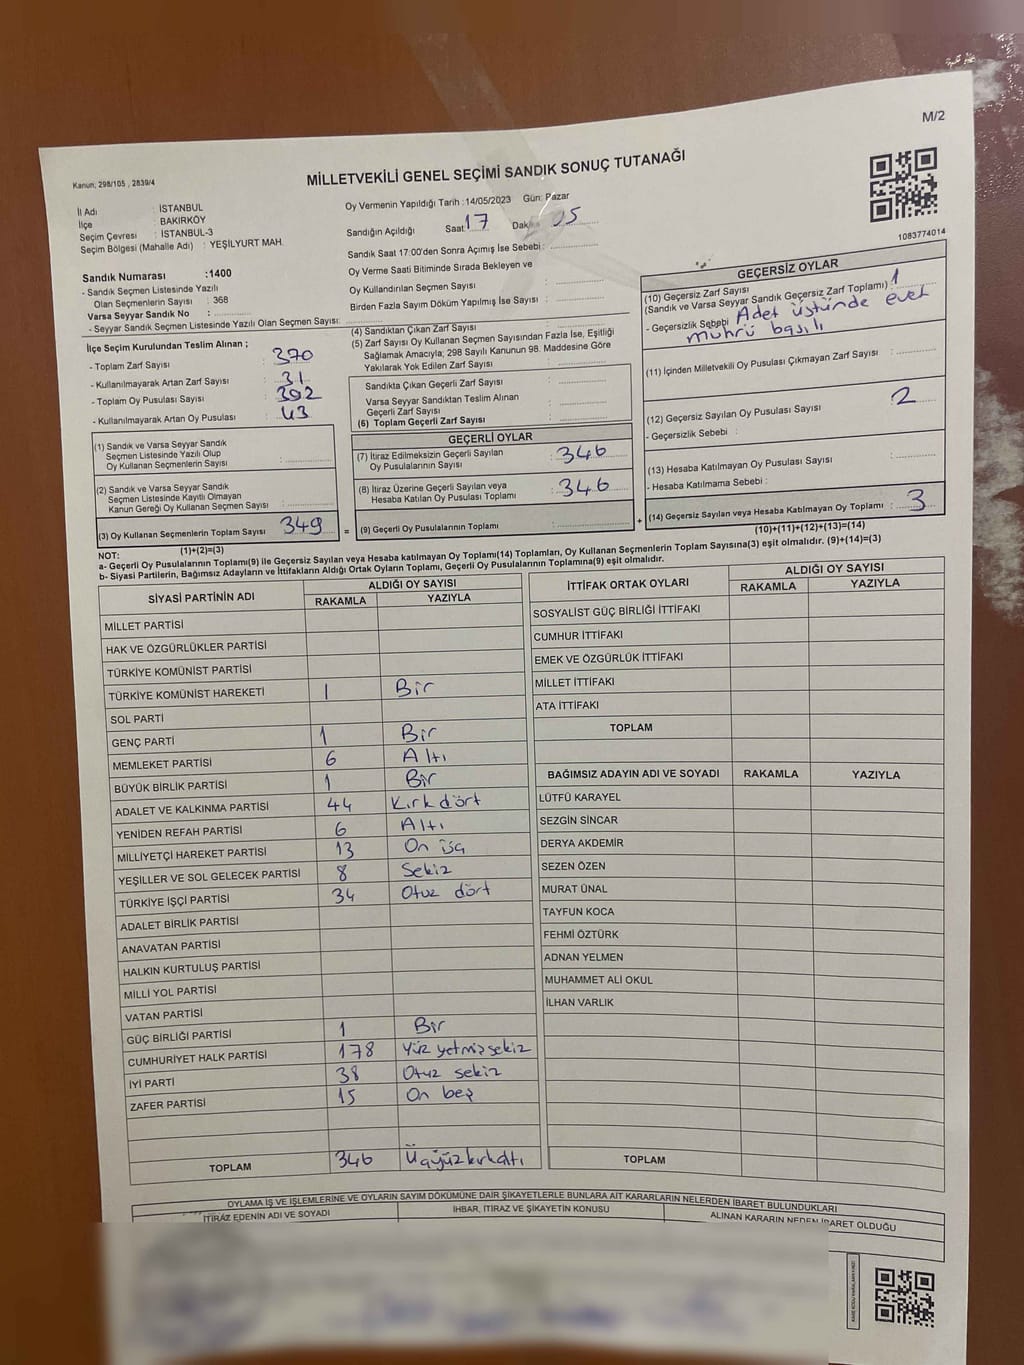 M/2
Kanun; 298/105 , 2839/4
MİLLETVEKİLİ GENEL SEÇİMİ SANDIK SONUÇ TUTANAĞI
İl Adı : İSTANBUL
İlçe : BAKIRKÖY
Seçim Çevresi : İSTANBUL-3
Seçim Bölgesi (Mahalle Adı) : YEŞİLYURT MAH.
Oy Vermenin Yapıldığı Tarih :14/05/2023 Gün: Pazar
Sandığın Açıldığı Saat 17 Dakika 05
Sandık Saat 17:00'den Sonra Açımış İse Sebebi :
Oy Verme Saati Bitiminde Sırada Bekleyen ve
Oy Kullandırılan Seçmen Sayısı :
Birden Fazla Sayım Döküm Yapılmış İse Sayısı :
1083774014
Sandık Numarası :1400
- Sandık Seçmen Listesinde Yazılı
Olan Seçmenlerin Sayısı : 368
Varsa Seyyar Sandık No :
- Seyyar Sandık Seçmen Listesinde Yazılı Olan Seçmen Sayısı:
İlçe Seçim Kurulundan Teslim Alınan ;
- Toplam Zarf Sayısı : 370
- Kullanılmayarak Artan Zarf Sayısı : 31
- Toplam Oy Pusulası Sayısı : 392
- Kullanılmayarak Artan Oy Pusulası : 43
(1) Sandık ve Varsa Seyyar Sandık
Seçmen Listesinde Yazılı Olup
Oy Kullanan Seçmenlerin Sayısı :
(2) Sandık ve Varsa Seyyar Sandık
Seçmen Listesinde Kayıtlı Olmayan
Kanun Gereği Oy Kullanan Seçmen Sayısı :
(3) Oy Kullanan Seçmenlerin Toplam Sayısı 349 =
(1)+(2)=(3)
(4) Sandıktan Çıkan Zarf Sayısı :
(5) Zarf Sayısı Oy Kullanan Seçmen Sayısından Fazla İse, Eşitliği
Sağlamak Amacıyla; 298 Sayılı Kanunun 98. Maddesine Göre
Yakılarak Yok Edilen Zarf Sayısı :
Sandıkta Çıkan Geçerli Zarf Sayısı :
Varsa Seyyar Sandıktan Teslim Alınan
Geçerli Zarf Sayısı :
(6) Toplam Geçerli Zarf Sayısı :
GEÇERLİ OYLAR
(7) İtiraz Edilmeksizin Geçerli Sayılan
Oy Pusulalarının Sayısı : 346
(8) İtiraz Üzerine Geçerli Sayılan veya
Hesaba Katılan Oy Pusulası Toplamı : 346
(9) Geçerli Oy Pusulalarının Toplamı : +
GEÇERSİZ OYLAR
(10) Geçersiz Zarf Sayısı
(Sandık ve Varsa Seyyar Sandık Geçersiz Zarf Toplamı) : 1
- Geçersizlik Sebebi Adet üstünde evet
mührü basılı
(11) İçinden Milletvekili Oy Pusulası Çıkmayan Zarf Sayısı :
(12) Geçersiz Sayılan Oy Pusulası Sayısı : 2
- Geçersizlik Sebebi :
(13) Hesaba Katılmayan Oy Pusulası Sayısı :
- Hesaba Katılmama Sebebi :
(14) Geçersiz Sayılan veya Hesaba Katılmayan Oy Toplamı : 3
(10)+(11)+(12)+(13)=(14)
NOT:
a- Geçerli Oy Pusulalarının Toplamı(9) ile Geçersiz Sayılan veya Hesaba katılmayan Oy Toplamı(14) Toplamları, Oy Kullanan Seçmenlerin Toplam Sayısına(3) eşit olmalıdır. (9)+(14)=(3)
b- Siyasi Partilerin, Bağımsız Adayların ve İttifakların Aldığı Ortak Oyların Toplamı, Geçerli Oy Pusulalarının Toplamına(9) eşit olmalıdır.
SİYASİ PARTİNİN ADI ALDIĞI OY SAYISI
RAKAMLA YAZIYLA
MİLLET PARTİSİ
HAK VE ÖZGÜRLÜKLER PARTİSİ
TÜRKİYE KOMÜNİST PARTİSİ
TÜRKİYE KOMÜNİST HAREKETİ 1 Bir
SOL PARTİ
GENÇ PARTİ 1 Bir
MEMLEKET PARTİSİ 6 Altı
BÜYÜK BİRLİK PARTİSİ 1 Bir
ADALET VE KALKINMA PARTİSİ 44 Kırk dört
YENİDEN REFAH PARTİSİ 6 Altı
MİLLİYETÇİ HAREKET PARTİSİ 13 On üç
YEŞİLLER VE SOL GELECEK PARTİSİ 8 Sekiz
TÜRKİYE İŞÇİ PARTİSİ 34 Otuz dört
ADALET BİRLİK PARTİSİ
ANAVATAN PARTİSİ
HALKIN KURTULUŞ PARTİSİ
MİLLİ YOL PARTİSİ
VATAN PARTİSİ
GÜÇ BİRLİĞİ PARTİSİ 1 Bir
CUMHURİYET HALK PARTİSİ 178 Yüz yetmiş sekiz
İYİ PARTİ 38 Otuz sekiz
ZAFER PARTİSİ 15 On beş
TOPLAM 346 Üçyüzkırkaltı
İTTİFAK ORTAK OYLARI ALDIĞI OY SAYISI
RAKAMLA YAZIYLA
SOSYALİST GÜÇ BİRLİĞİ İTTİFAKI
CUMHUR İTTİFAKI
EMEK VE ÖZGÜRLÜK İTTİFAKI
MİLLET İTTİFAKI
ATA İTTİFAKI
TOPLAM
BAĞIMSIZ ADAYIN ADI VE SOYADI RAKAMLA YAZIYLA
LÜTFÜ KARAYEL
SEZGİN SİNCAR
DERYA AKDEMİR
SEZEN ÖZEN
MURAT ÜNAL
TAYFUN KOCA
FEHMİ ÖZTÜRK
ADNAN YELMEN
MUHAMMET ALİ OKUL
İLHAN VARLIK
TOPLAM
OYLAMA İŞ VE İŞLEMLERİNE VE OYLARIN SAYIM DÖKÜMÜNE DAİR ŞİKAYETLERLE BUNLARA AİT KARARLARIN NELERDEN İBARET BULUNDUKLARI
İTİRAZ EDENİN ADI VE SOYADI İHBAR, İTİRAZ VE ŞİKAYETİN KONUSU ALINAN KARARIN NEDEN İBARET OLDUĞU